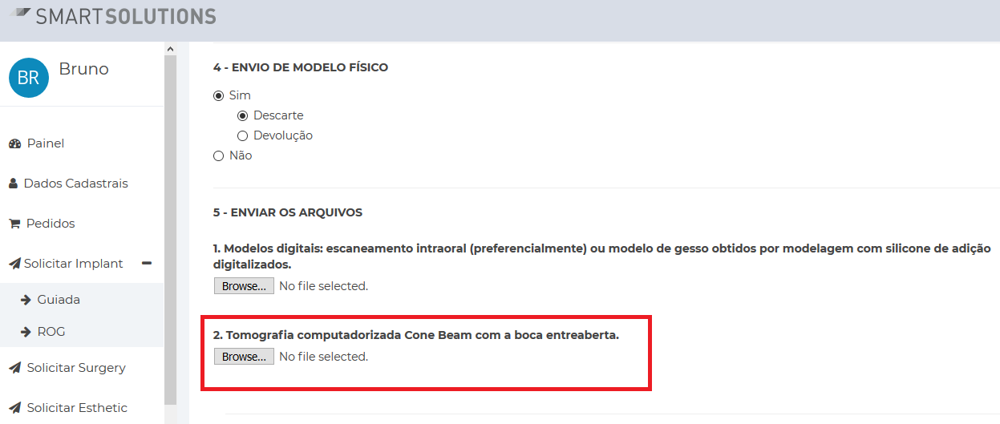 SMARTSOLUTIONS
BR
Bruno
Painel
Dados Cadastrais
Pedidos
Solicitar Implant
Guiada
ROG
Solicitar Surgery
Solicitar Esthetic
4 - ENVIO DE MODELO FÍSICO
Sim
Descarte
Devolução
Não
5 - ENVIAR OS ARQUIVOS
1. Modelos digitais: escaneamento intraoral (preferencialmente) ou modelo de gesso obtidos por modelagem com silicone de adição
digitalizados.
Browse... No file selected.
2. Tomografia computadorizada Cone Beam com a boca entreaberta.
Browse... No file selected.